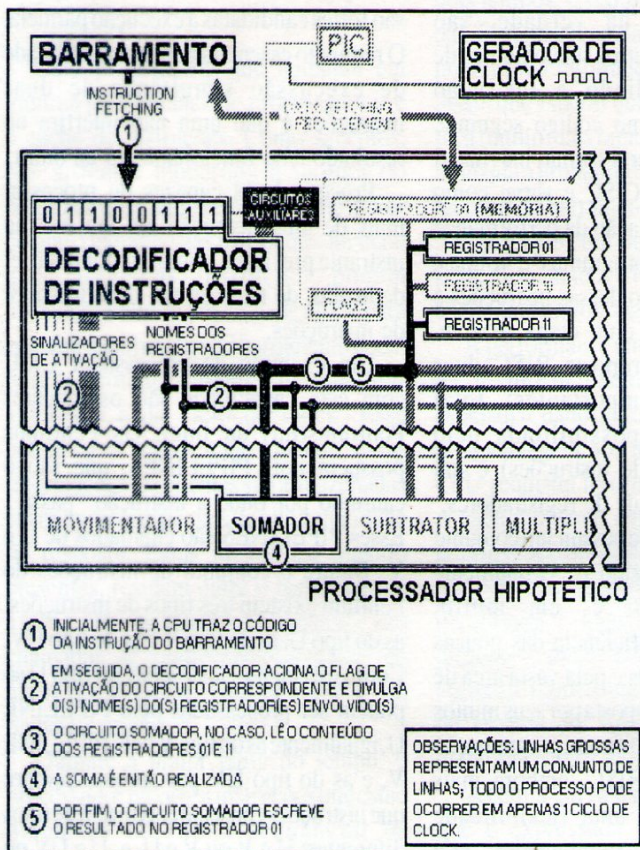 BARRAMENTO
PIC
GERADOR DE
CLOCK
INSTRUCTION
FETCHING
DATA FETCHING
& REPLACEMENT
1
0 1 1 0 0 1 1 1
CIRCUITOS
AUXILIARES
"REGISTRADOR" 00 (MEMÓRIA)
REGISTRADOR 01
DECODIFICADOR
DE INSTRUÇÕES
REGISTRADOR 10
FLAGS
REGISTRADOR 11
SINALIZADORES
DE ATIVAÇÃO
NOMES DOS
REGISTRADORES
3 5
2 2
MOVIMENTADOR
SOMADOR
SUBTRATOR
MULTIPLI
4
PROCESSADOR HIPOTÉTICO
1 INICIALMENTE, A CPU TRAZ O CÓDIGO
DA INSTRUÇÃO DO BARRAMENTO
2 EM SEGUIDA, O DECODIFICADOR ACIONA O FLAG DE
ATIVAÇÃO DO CIRCUITO CORRESPONDENTE E DIVULGA
O(S) NOME(S) DO(S) REGISTRADOR(ES) ENVOLVIDO(S)
3 O CIRCUITO SOMADOR, NO CASO, LÊ O CONTEÚDO
DOS REGISTRADORES 01 E 11
4 A SOMA É ENTÃO REALIZADA
5 POR FIM, O CIRCUITO SOMADOR ESCREVE
O RESULTADO NO REGISTRADOR 01
OBSERVAÇÕES: LINHAS GROSSAS
REPRESENTAM UM CONJUNTO DE
LINHAS; TODO O PROCESSO PODE
OCORRER EM APENAS 1 CICLO DE
CLOCK.